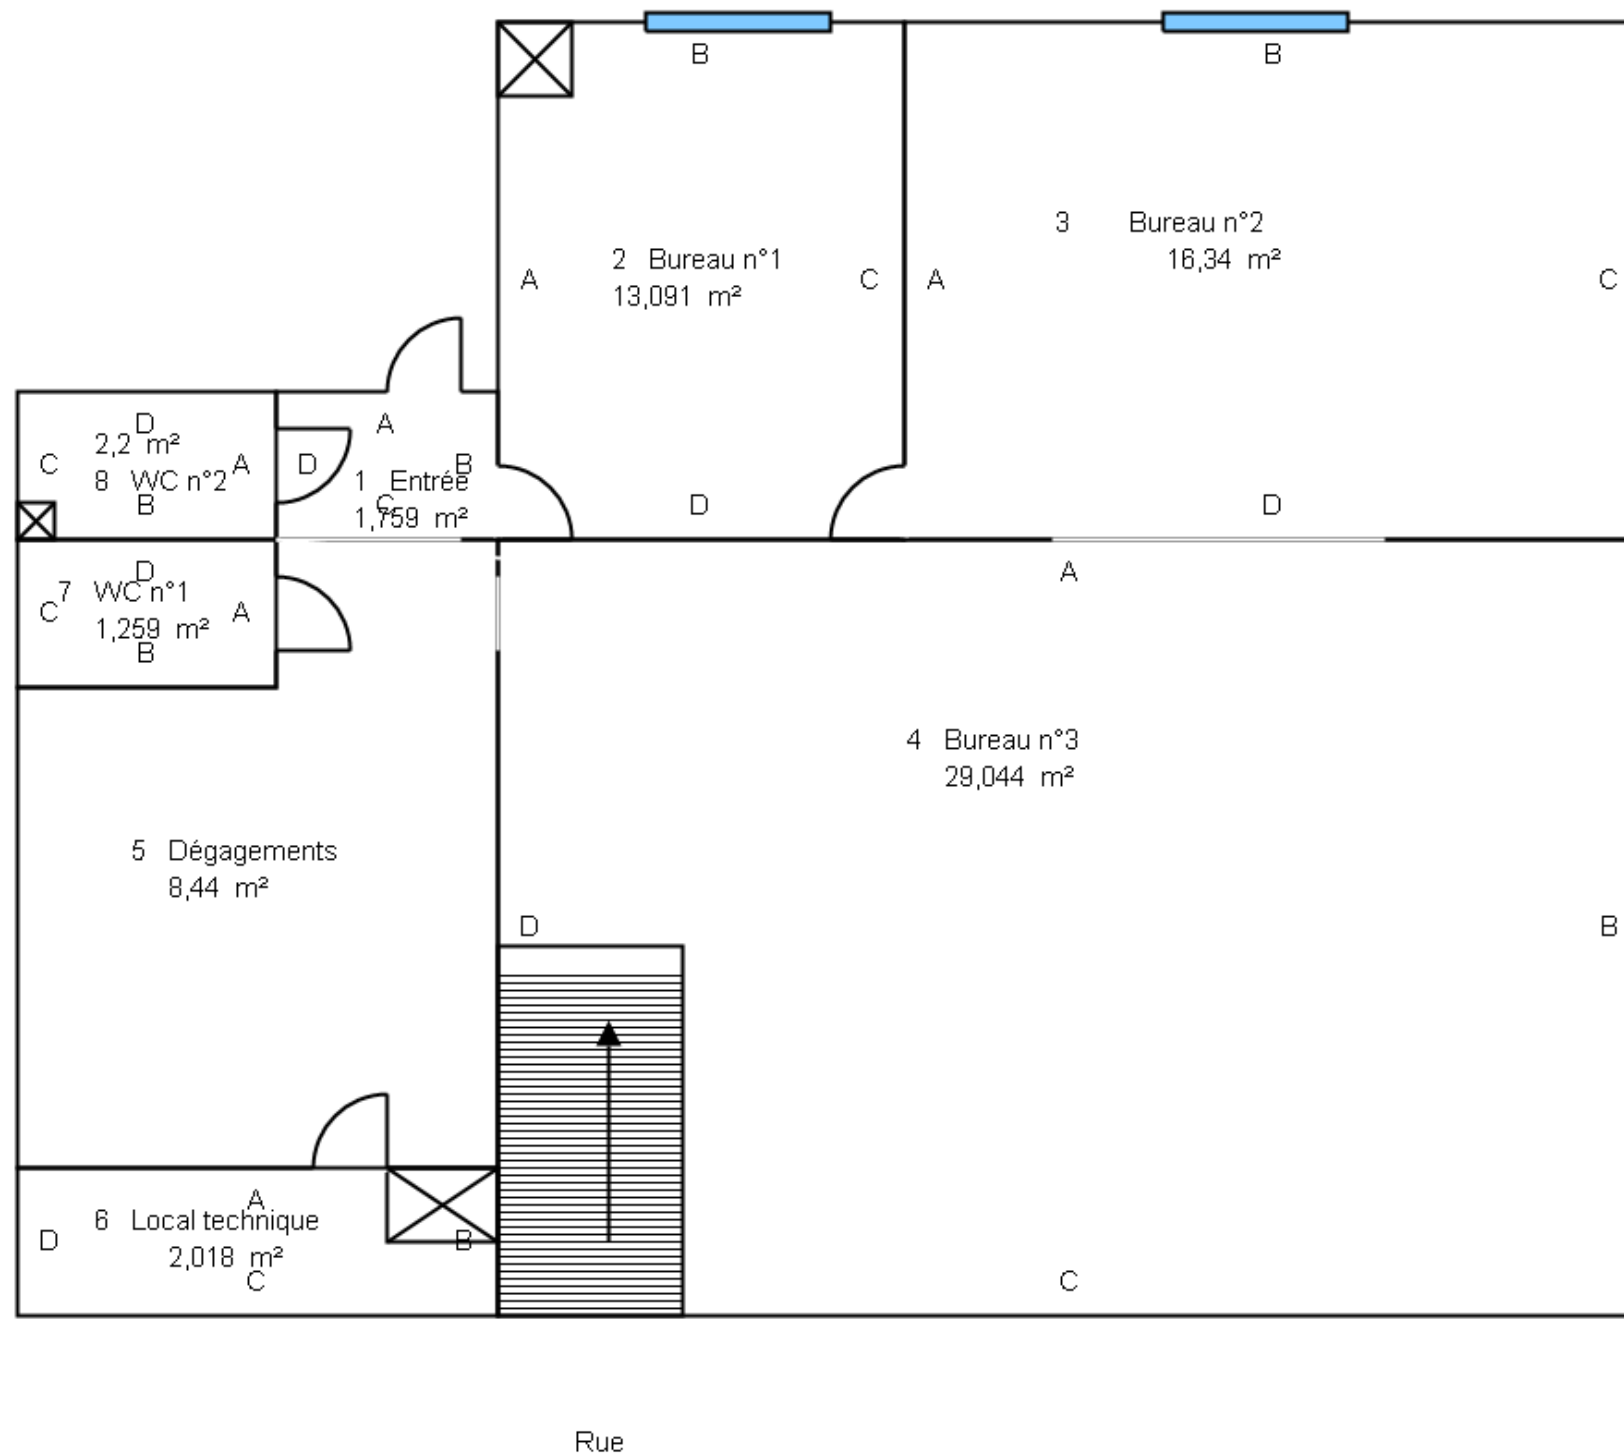 B
B
3 Bureau n°2
16,34 m²
2 Bureau n°1
13,091 m²
A
C
A
C
D
2,2 m²
C
A
8 WC n°2
B
A
D
B
1 Entrée
C
1,759 m²
D
D
D
7 WC n°1
C
A
1,259 m²
B
A
4 Bureau n°3
29,044 m²
5 Dégagements
8,44 m²
D
B
A
6 Local technique
D
B
2,018 m²
C
C
Rue